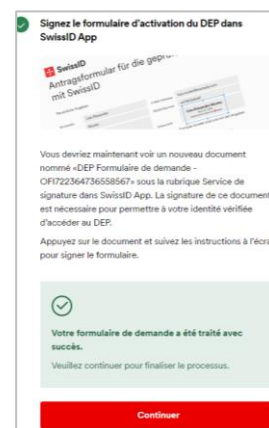 Signez le formulaire d'activation du DEP dans
SwissID App
SwissID
Antragsformular für die
mit SwissID
Vous devriez maintenant voir un nouveau document
nommé «DEP Formulaire de demande -
OFI722364736558567» sous la rubrique Service de
signature dans SwissID App. La signature de ce document
est nécessaire pour permettre à votre identité vérifiée
d'accéder au DEP.
Appuyez sur le document et suivez les instructions à l'écra
pour signer le formulaire.
Votre formulaire de demande a été traité avec
succès.
Veuillez continuer pour finaliser le processus.
Continuer